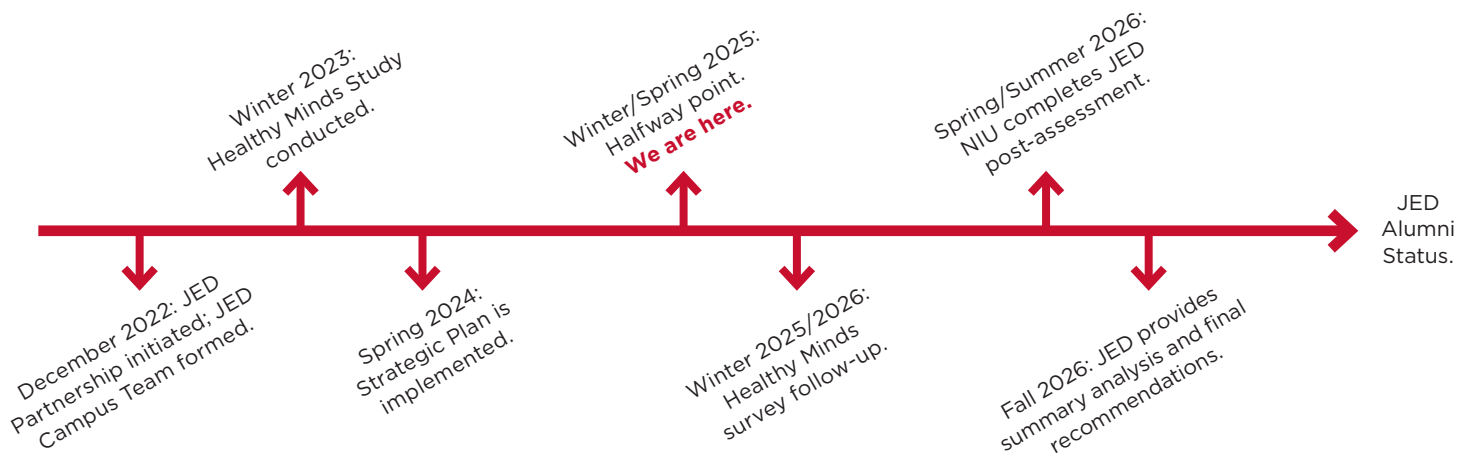 December 2022: JED
Partnership initiated; JED
Campus Team formed.
Winter 2023:
Healthy Minds Study
conducted.
Spring 2024:
Strategic Plan is
implemented.
Winter/Spring 2025:
Halfway point.
We are here.
Winter 2025/2026:
Healthy Minds
survey follow-up.
Spring/Summer 2026:
NIU completes JED
post-assessment.
Fall 2026: JED provides
summary analysis and final
recommendations.
JED
Alumni
Status.